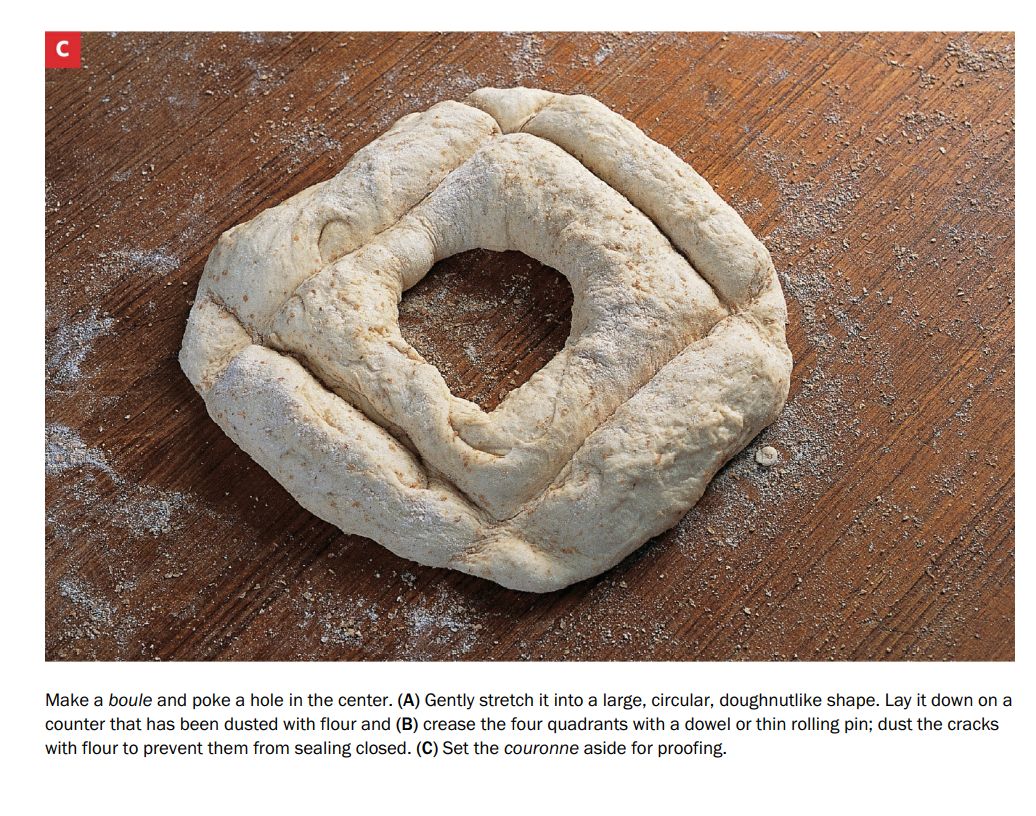 C
Make a boule and poke a hole in the center. (A) Gently stretch it into a large, circular, doughnutlike shape. Lay it down on a
counter that has been dusted with flour and (B) crease the four quadrants with a dowel or thin rolling pin; dust the cracks
with flour to prevent them from sealing closed. (C) Set the couronne aside for proofing.